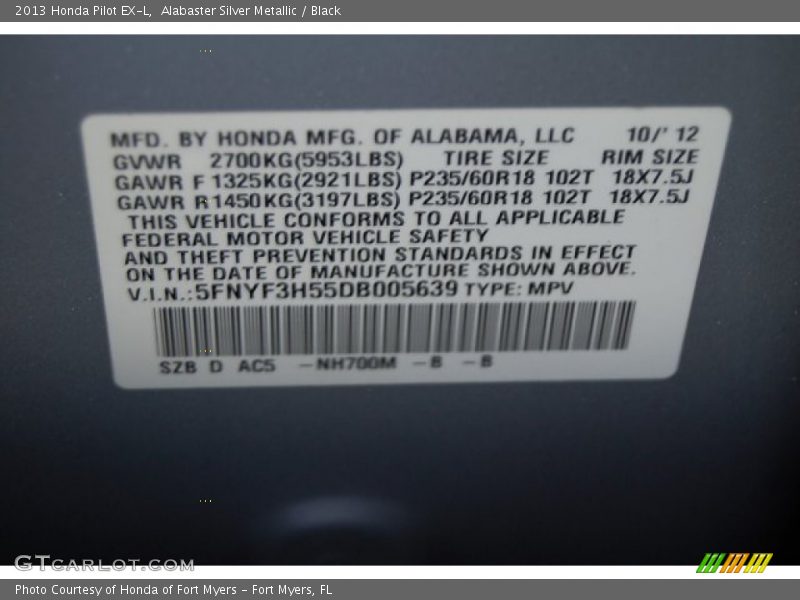 2013 Honda Pilot EX-L, Alabaster Silver Metallic / Black
MFD. BY HONDA MFG. OF ALABAMA, LLC 10/' 12
GVWR 2700KG(5953LBS) TIRE SIZE RIM SIZE
GAWR F 1325KG(2921LBS) P235/60R18 102T 18X7.5J
GAWR R 1450KG(3197LBS) P235/60R18 102T 18X7.5J
THIS VEHICLE CONFORMS TO ALL APPLICABLE
FEDERAL MOTOR VEHICLE SAFETY
AND THEFT PREVENTION STANDARDS IN EFFECT
ON THE DATE OF MANUFACTURE SHOWN ABOVE.
V.I.N.:5FNYF3H55DB005639 TYPE: MPV
SZB D AC5 -NH700M -B -B
GTCARLOT.COM
Photo Courtesy of Honda of Fort Myers - Fort Myers, FL